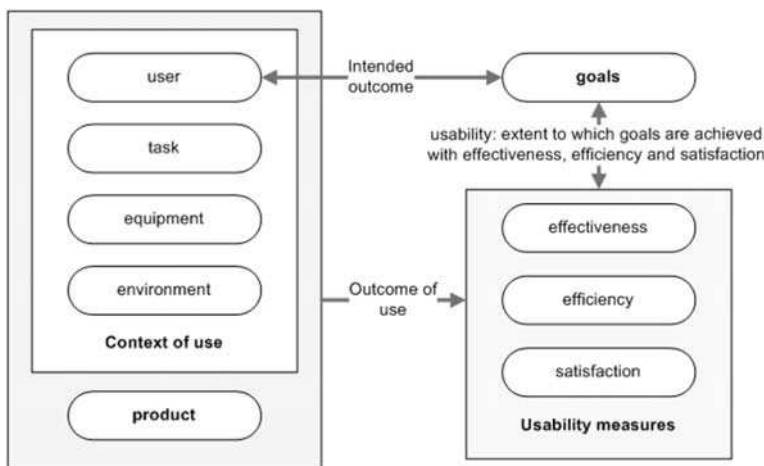 user
task
equipment
environment
Context of use
product
Intended
outcome
goals
usability: extent to which goals are achieved
with effectiveness, efficiency and satisfaction
Outcome of
use
effectiveness
efficiency
satisfaction
Usability measures